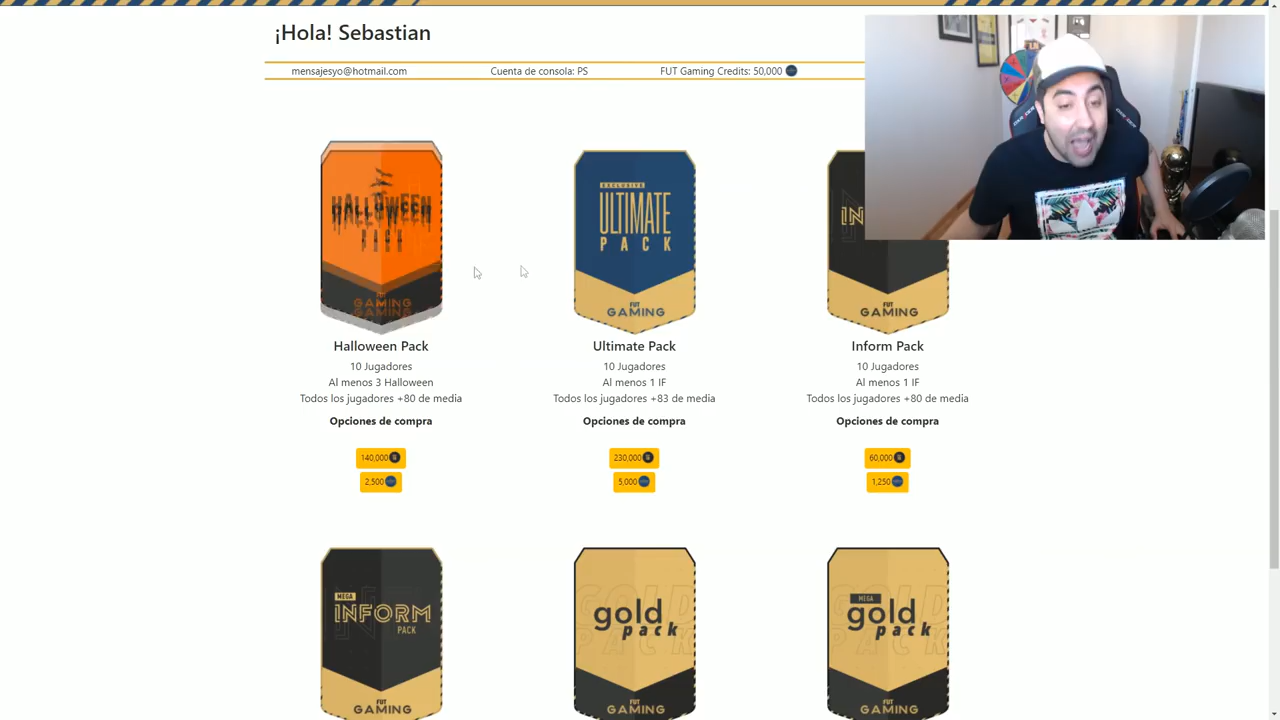 ¡Hola! Sebastian
mensajesyo@hotmail.com
Cuenta de consola: PS
FUT Gaming Credits: 50,000
HALLOWEEN
PACK
FUT
GAMING
EXCLUSIVE
ULTIMATE
PACK
FUT
GAMING
IN
FUT
GAMING
Halloween Pack
10 Jugadores
Al menos 3 Halloween
Todos los jugadores +80 de media
Opciones de compra
140,000
2,500
Ultimate Pack
10 Jugadores
Al menos 1 IF
Todos los jugadores +83 de media
Opciones de compra
230,000
5,000
Inform Pack
10 Jugadores
Al menos 1 IF
Todos los jugadores +80 de media
Opciones de compra
60,000
1,250
MEGA
INFORM
PACK
FUT
GAMING
gold
pack
FUT
GAMING
MEGA
gold
pack
FUT
GAMING